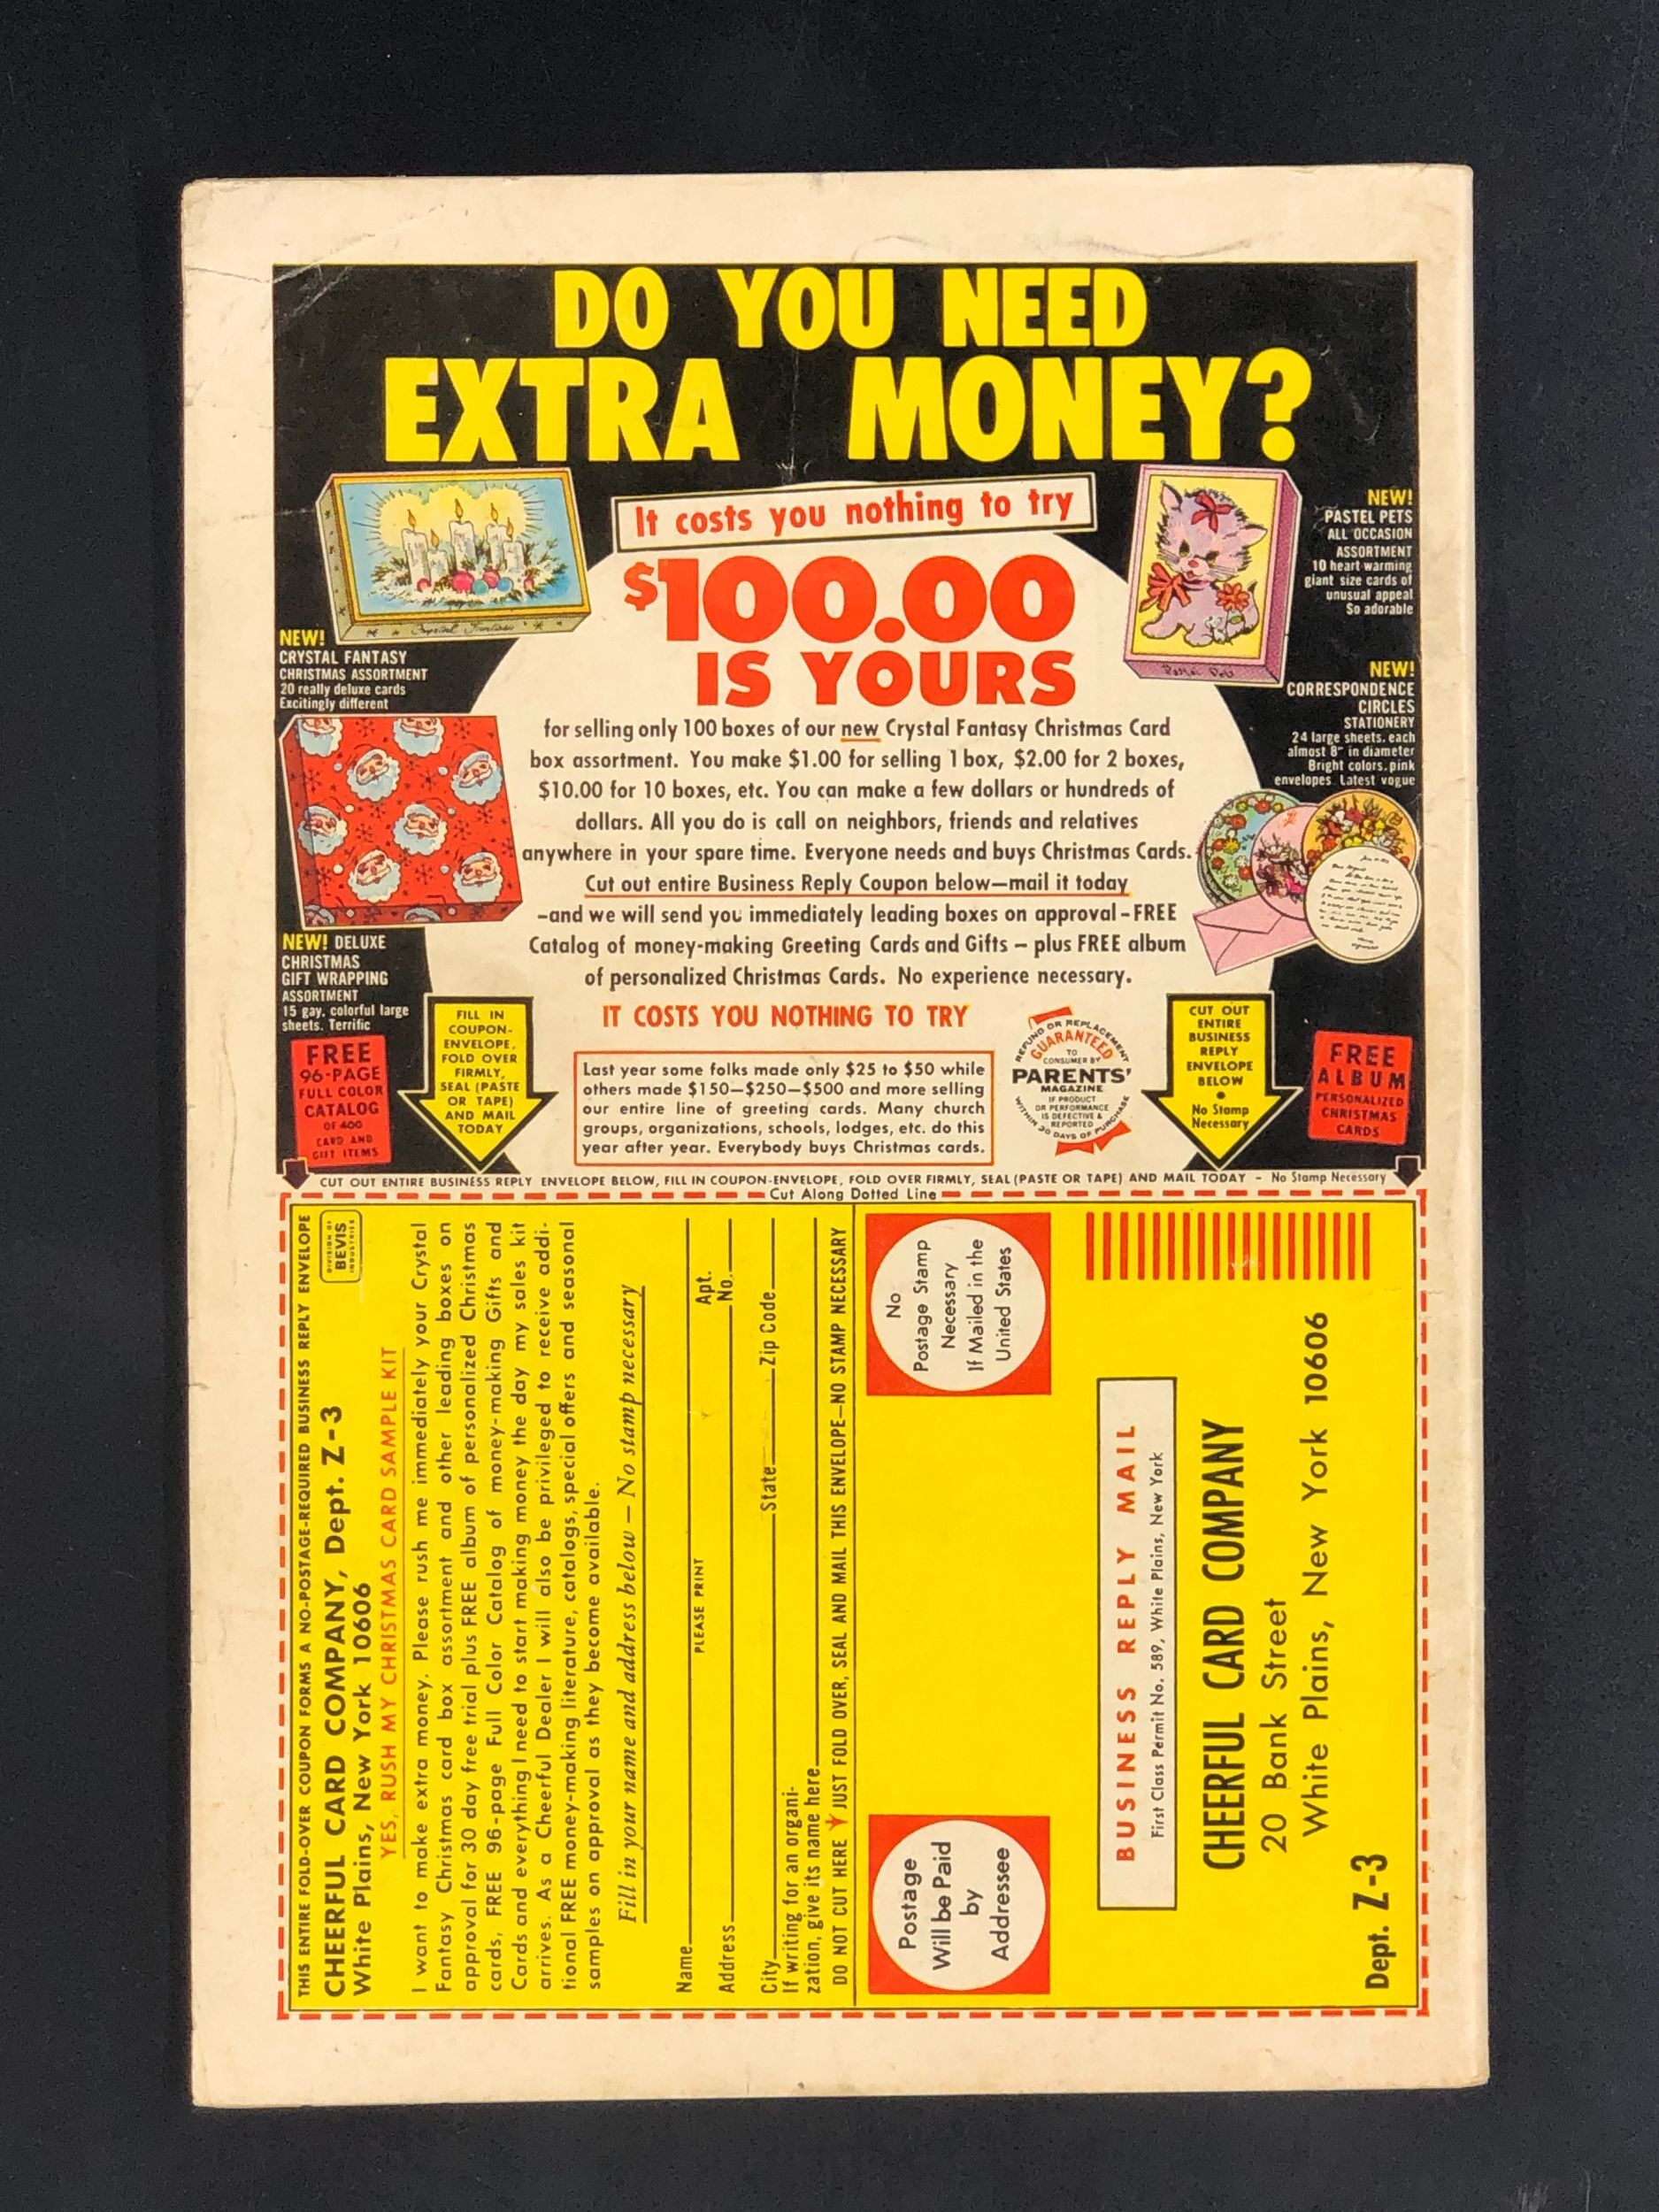 DO YOU NEED
EXTRA MONEY?
It costs you nothing to try
$100.00
IS YOURS
for selling only 100 boxes of our new Crystal Fantasy Christmas Card
box assortment. You make $1.00 for selling 1 box, $2.00 for 2 boxes,
$10.00 for 10 boxes, etc. You can make a few dollars or hundreds of
dollars. All you do is call on neighbors, friends and relatives
anywhere in your spare time. Everyone needs and buys Christmas Cards.
Cut out entire Business Reply Coupon below—mail it today
—and we will send you immediately leading boxes on approval—FREE
Catalog of money-making Greeting Cards and Gifts — plus FREE album
of personalized Christmas Cards. No experience necessary.
IT COSTS YOU NOTHING TO TRY
Last year some folks made only $25 to $50 while
others made $150—$250—$500 and more selling
our entire line of greeting cards. Many church
groups, organizations, schools, lodges, etc. do this
year after year. Everybody buys Christmas cards.
Crystal Fantasy
NEW!
CRYSTAL FANTASY
CHRISTMAS ASSORTMENT
20 really deluxe cards
Excitingly different
NEW! DELUXE
CHRISTMAS
GIFT WRAPPING
ASSORTMENT
15 gay, colorful large
sheets. Terrific
FREE
96-PAGE
FULL COLOR
CATALOG
OF 400
CARD AND
GIFT ITEMS
FILL IN
COUPON-
ENVELOPE,
FOLD OVER
FIRMLY,
SEAL (PASTE
OR TAPE)
AND MAIL
TODAY
Pastel Pets
NEW!
PASTEL PETS
ALL OCCASION
ASSORTMENT
10 heart-warming
giant size cards of
unusual appeal
So adorable
NEW!
CORRESPONDENCE
CIRCLES
STATIONERY
24 large sheets, each
almost 8" in diameter
Bright colors, pink
envelopes. Latest vogue
REFUND OR REPLACEMENT
GUARANTEED
TO
CONSUMER BY
PARENTS'
MAGAZINE
IF PRODUCT
OR PERFORMANCE
IS DEFECTIVE &
REPORTED
WITHIN 30 DAYS OF PURCHASE
CUT OUT
ENTIRE
BUSINESS
REPLY
ENVELOPE
BELOW
•
No Stamp
Necessary
FREE
ALBUM
PERSONALIZED
CHRISTMAS
CARDS
CUT OUT ENTIRE BUSINESS REPLY ENVELOPE BELOW, FILL IN COUPON-ENVELOPE, FOLD OVER FIRMLY, SEAL (PASTE OR TAPE) AND MAIL TODAY – No Stamp Necessary
Cut Along Dotted Line
THIS ENTIRE FOLD-OVER COUPON FORMS A NO-POSTAGE-REQUIRED BUSINESS REPLY ENVELOPE
CHEERFUL CARD COMPANY, Dept. Z-3
White Plains, New York 10606
DIVISION OF
BEVIS
INDUSTRIES
YES, RUSH MY CHRISTMAS CARD SAMPLE KIT
I want to make extra money. Please rush me immediately your Crystal
Fantasy Christmas card box assortment and other leading boxes on
approval for 30 day free trial plus FREE album of personalized Christmas
cards, FREE 96-page Full Color Catalog of money-making Gifts and
Cards and everything I need to start making money the day my sales kit
arrives. As a Cheerful Dealer I will also be privileged to receive addi-
tional FREE money-making literature, catalogs, special offers and seasonal
samples on approval as they become available.
Fill in your name and address below — No stamp necessary
Name
PLEASE PRINT
Address Apt. No.
City State Zip Code
If writing for an organi-
zation, give its name here
DO NOT CUT HERE JUST FOLD OVER, SEAL AND MAIL THIS ENVELOPE—NO STAMP NECESSARY
Postage
Will be Paid
by
Addressee
No
Postage Stamp
Necessary
If Mailed in the
United States
BUSINESS REPLY MAIL
First Class Permit No. 589, White Plains, New York
CHEERFUL CARD COMPANY
20 Bank Street
White Plains, New York 10606
Dept. Z-3